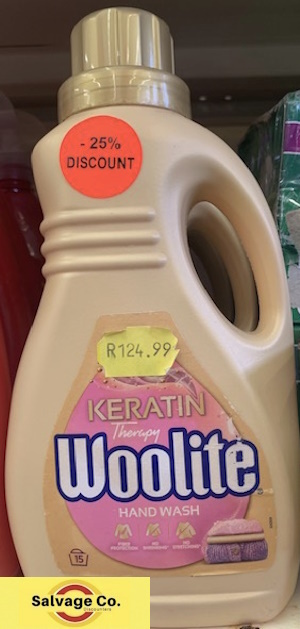 - 25%
DISCOUNT
R124.99
KERATIN
Therapy
Woolite
HAND WASH
15
Salvage Co.